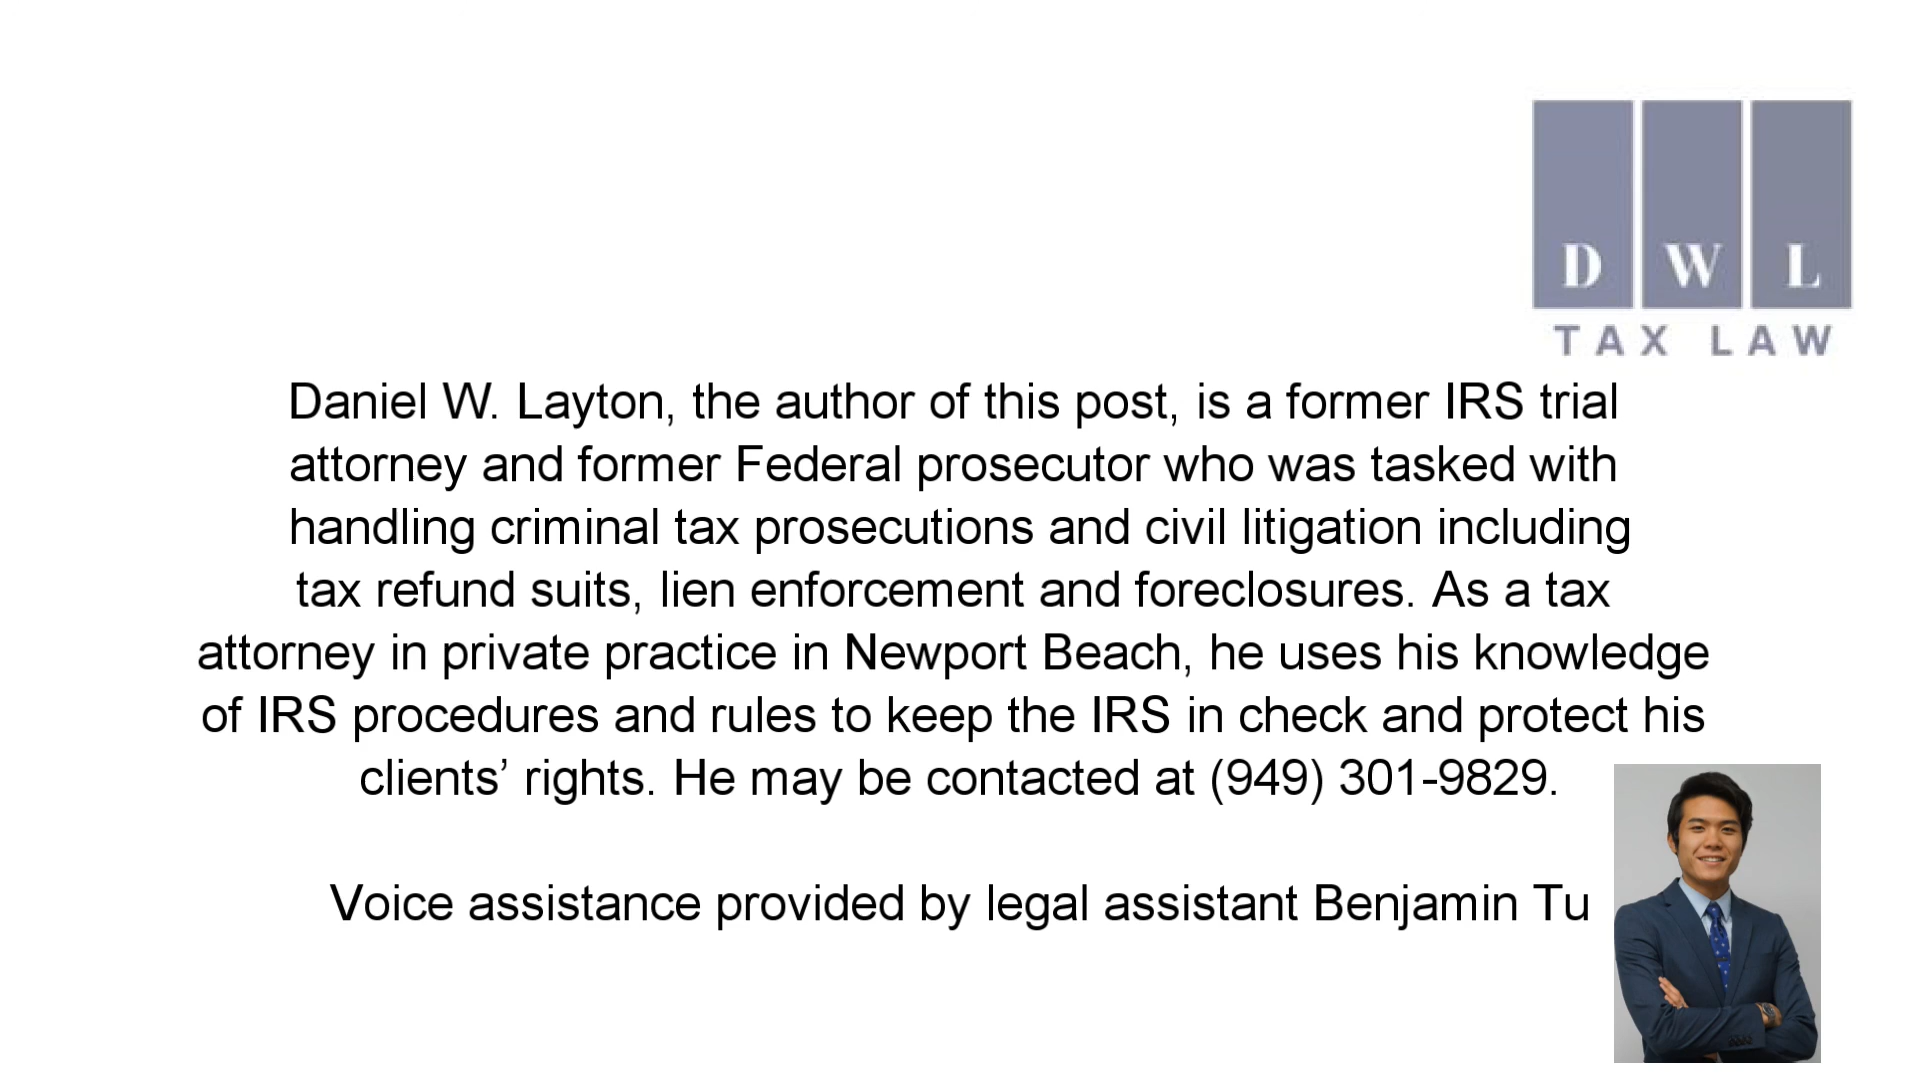 D W L
TAX LAW
Daniel W. Layton, the author of this post, is a former IRS trial
attorney and former Federal prosecutor who was tasked with
handling criminal tax prosecutions and civil litigation including
tax refund suits, lien enforcement and foreclosures. As a tax
attorney in private practice in Newport Beach, he uses his knowledge
of IRS procedures and rules to keep the IRS in check and protect his
clients’ rights. He may be contacted at (949) 301-9829.
Voice assistance provided by legal assistant Benjamin Tu